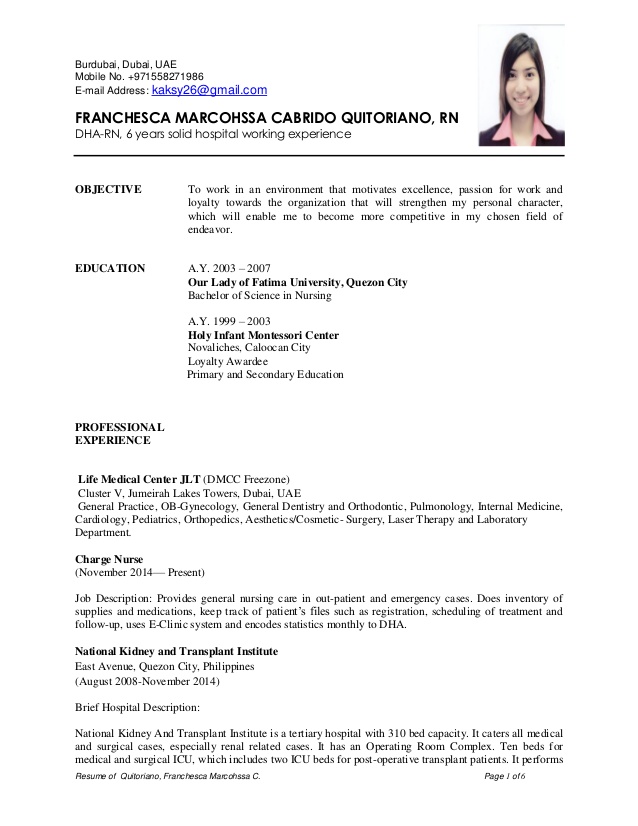 Burdubai, Dubai, UAE
Mobile No. +971558271986
E-mail Address: kaksy26@gmail.com
FRANCHESCA MARCOHSSA CABRIDO QUITORIANO, RN
DHA-RN, 6 years solid hospital working experience
OBJECTIVE
To work in an environment that motivates excellence, passion for work and
loyalty towards the organization that will strengthen my personal character,
which will enable me to become more competitive in my chosen field of
endeavor.
EDUCATION
A.Y. 2003 – 2007
Our Lady of Fatima University, Quezon City
Bachelor of Science in Nursing
A.Y. 1999 – 2003
Holy Infant Montessori Center
Novaliches, Caloocan City
Loyalty Awardee
Primary and Secondary Education
PROFESSIONAL
EXPERIENCE
Life Medical Center JLT (DMCC Freezone)
Cluster V, Jumeirah Lakes Towers, Dubai, UAE
General Practice, OB-Gynecology, General Dentistry and Orthodontic, Pulmonology, Internal Medicine,
Cardiology, Pediatrics, Orthopedics, Aesthetics/Cosmetic- Surgery, Laser Therapy and Laboratory
Department.
Charge Nurse
(November 2014— Present)
Job Description: Provides general nursing care in out-patient and emergency cases. Does inventory of
supplies and medications, keep track of patient's files such as registration, scheduling of treatment and
follow-up, uses E-Clinic system and encodes statistics monthly to DHA.
National Kidney and Transplant Institute
East Avenue, Quezon City, Philippines
(August 2008-November 2014)
Brief Hospital Description:
National Kidney And Transplant Institute is a tertiary hospital with 310 bed capacity. It caters all medical
and surgical cases, especially renal related cases. It has an Operating Room Complex. Ten beds for
medical and surgical ICU, which includes two ICU beds for post-operative transplant patients. It performs
Resume of Quitoriano, Franchesca Marcohssa C.
Page 1 of 6